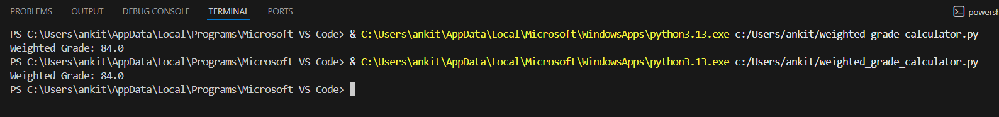 PROBLEMS OUTPUT DEBUG CONSOLE TERMINAL PORTS powersh
PS C:\Users\ankit\AppData\Local\Programs\Microsoft VS Code> & C:\Users\ankit\AppData\Local\Microsoft\WindowsApps\python3.13.exe c:/Users/ankit/weighted_grade_calculator.py
Weighted Grade: 84.0
PS C:\Users\ankit\AppData\Local\Programs\Microsoft VS Code> & C:\Users\ankit\AppData\Local\Microsoft\WindowsApps\python3.13.exe c:/Users/ankit/weighted_grade_calculator.py
Weighted Grade: 84.0
PS C:\Users\ankit\AppData\Local\Programs\Microsoft VS Code>